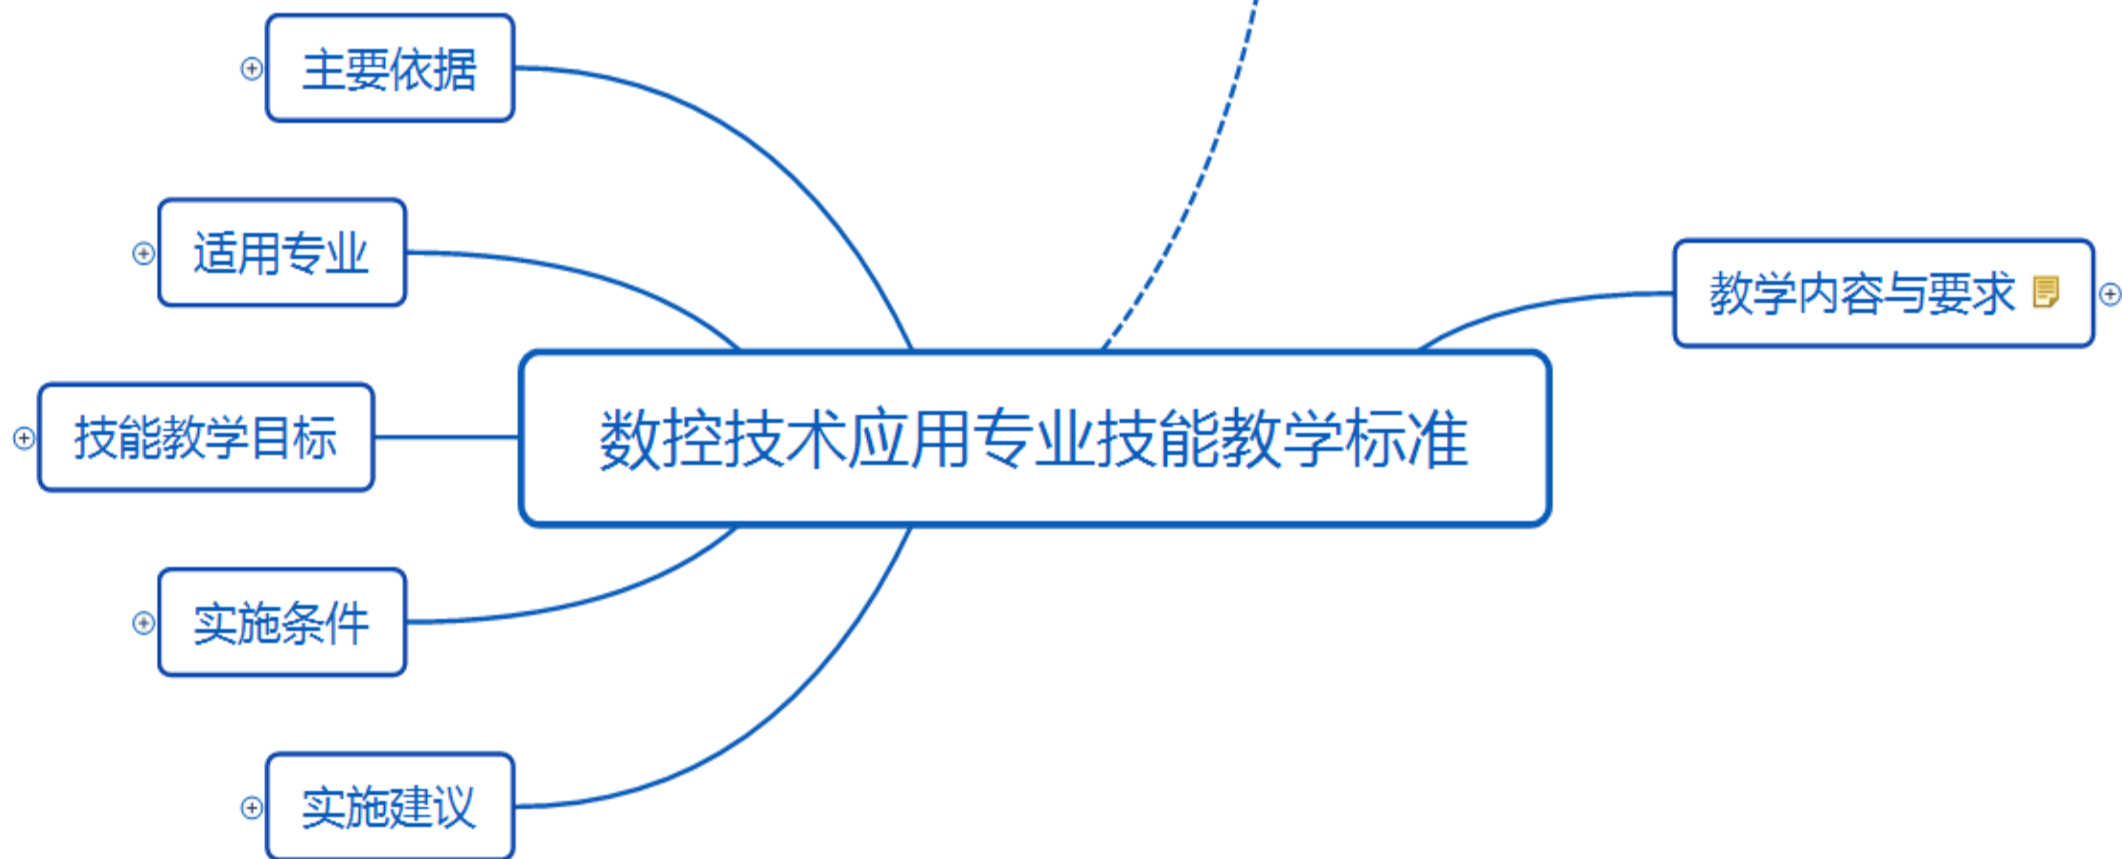 主要依据
适用专业
教学内容与要求
技能教学目标
数控技术应用专业技能教学标准
实施条件
实施建议